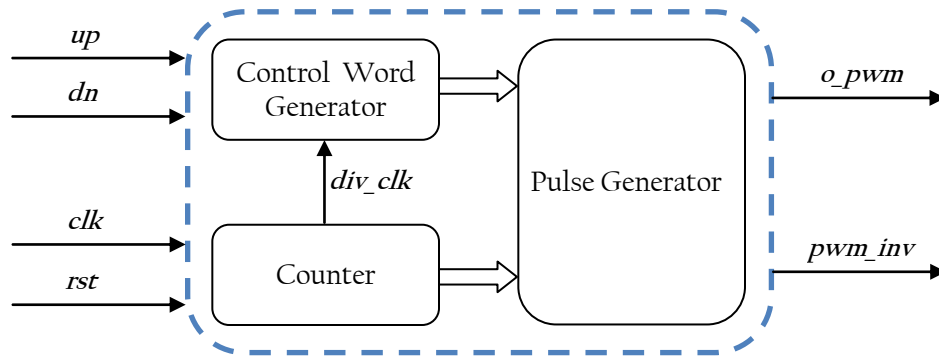 up
dn
clk
rst
Control Word
Generator
div_clk
Counter
Pulse Generator
o_pwm
pwm_inv